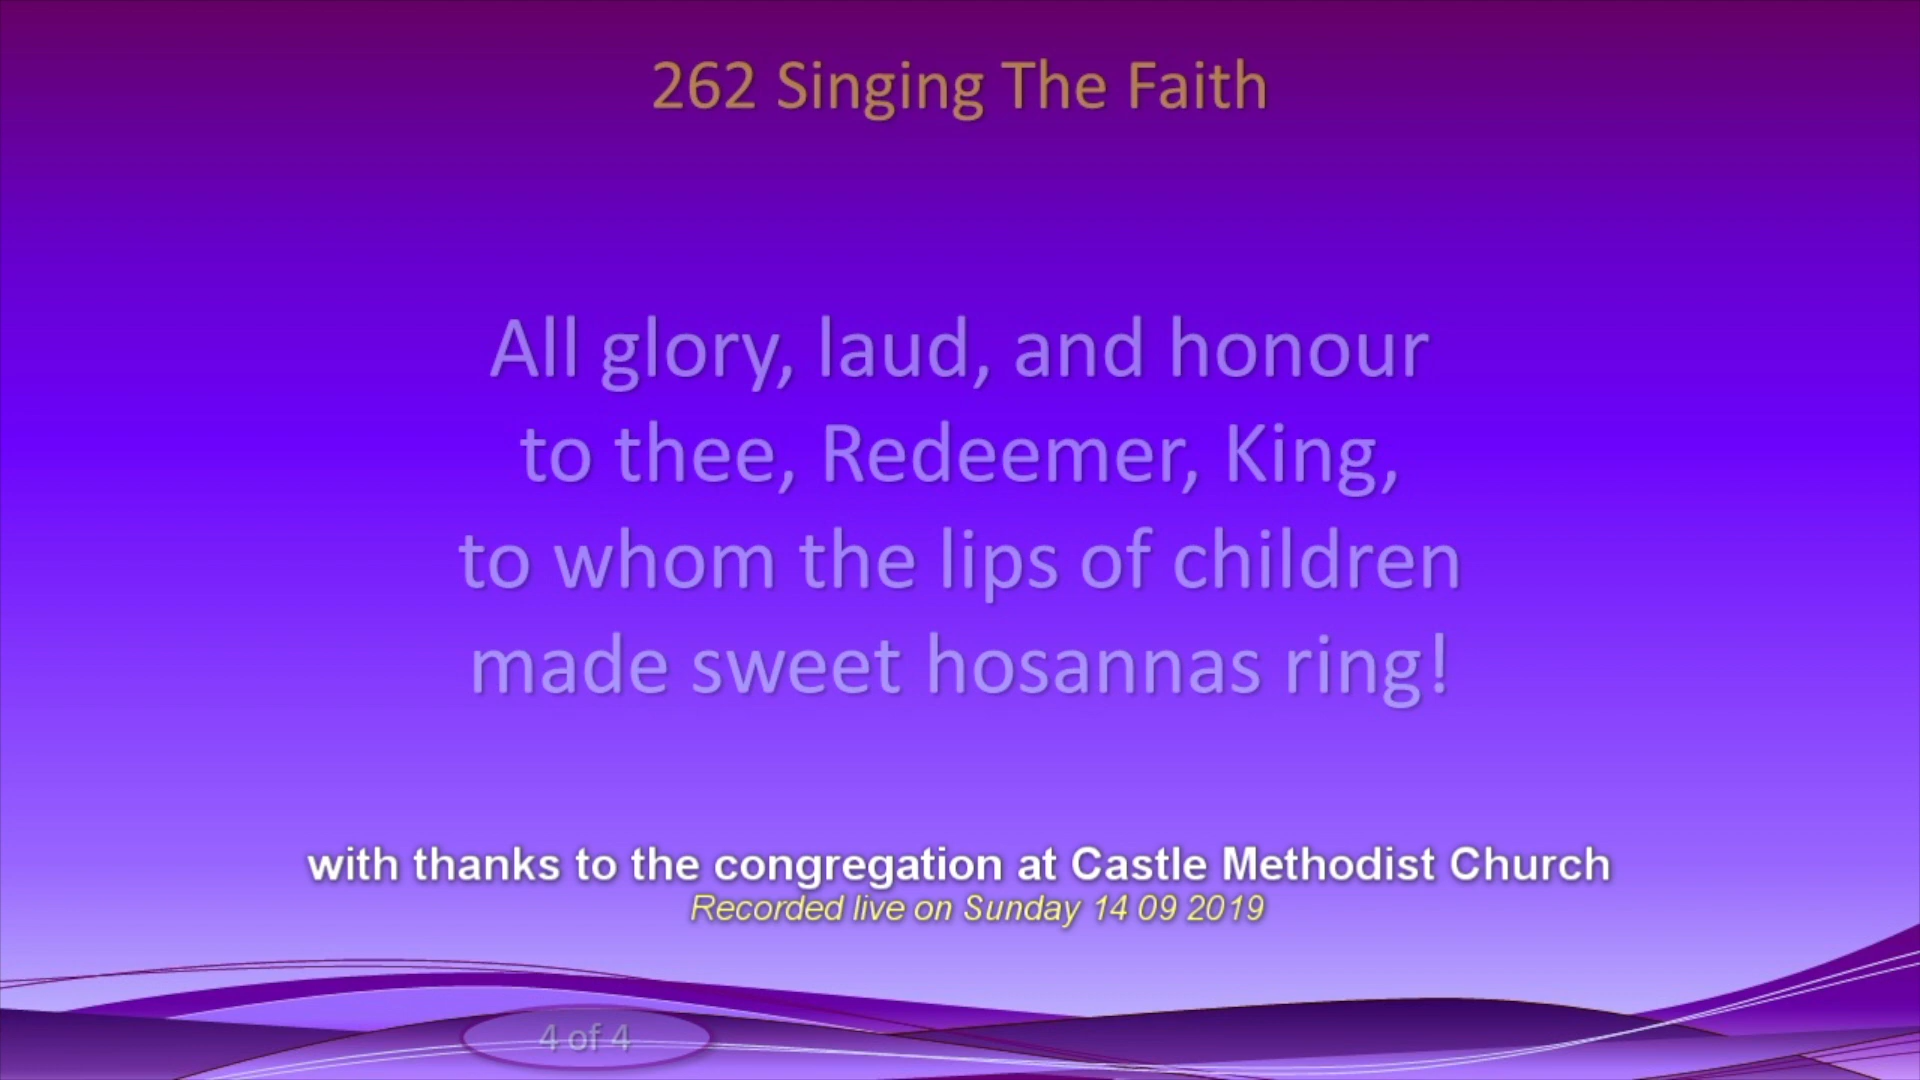 262 Singing The Faith
All glory, laud, and honour
to thee, Redeemer, King,
to whom the lips of children
made sweet hosannas ring!
with thanks to the congregation at Castle Methodist Church
Recorded live on Sunday 14 09 2019
4 of 4